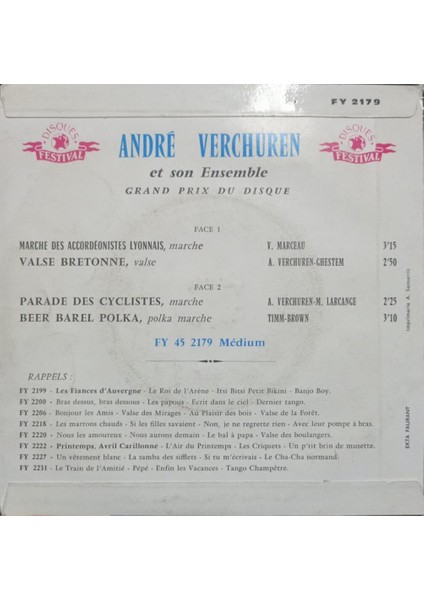 FY 2179
DISQUES FESTIVAL
DISQUES FESTIVAL
ANDRÉ VERCHUREN
et son Ensemble
GRAND PRIX DU DISQUE
FACE 1
MARCHE DES ACCORDÉONISTES LYONNAIS, marche V. MARCEAU 3'15
VALSE BRETONNE, valse A. VERCHUREN-GHESTEM 2'50
FACE 2
PARADE DES CYCLISTES, marche A. VERCHUREN-M. LARCANGE 2'25
BEER BAREL POLKA, polka marche TIMM-BROWN 3'10
FY 45 2179 Médium
RAPPELS :
FY 2199 - Les Fiances d'Auvergne - Le Roi de l'Arène - Itsi Bitsi Petit Bikini - Banjo Boy.
FY 2200 - Bras dessus, bras dessous - Les papous - Ecrit dans le ciel - Dernier tango.
FY 2206 - Bonjour les Amis - Valse des Mirages - Au Plaisir des bois - Valse de la Forêt.
FY 2218 - Les marrons chauds - Si les filles savaient - Non, je ne regrette rien - Avec leur pompe à bras.
FY 2220 - Nous les amoureux - Nous aurons demain - Le bal à papa - Valse des boulangers.
FY 2222 - Printemps, Avril Carillonne - L'Air du Printemps - Les Criquets - Un p'tit brin de musette.
FY 2227 - Un vêtement blanc - La samba des sifflets - Si tu m'écrivais - Le Cha-Cha normand.
FY 2231 - Le Train de l'Amitié - Pépé - Enfin les Vacances - Tango Champêtre.
Imprimerie A.
EKTA FALIRANT